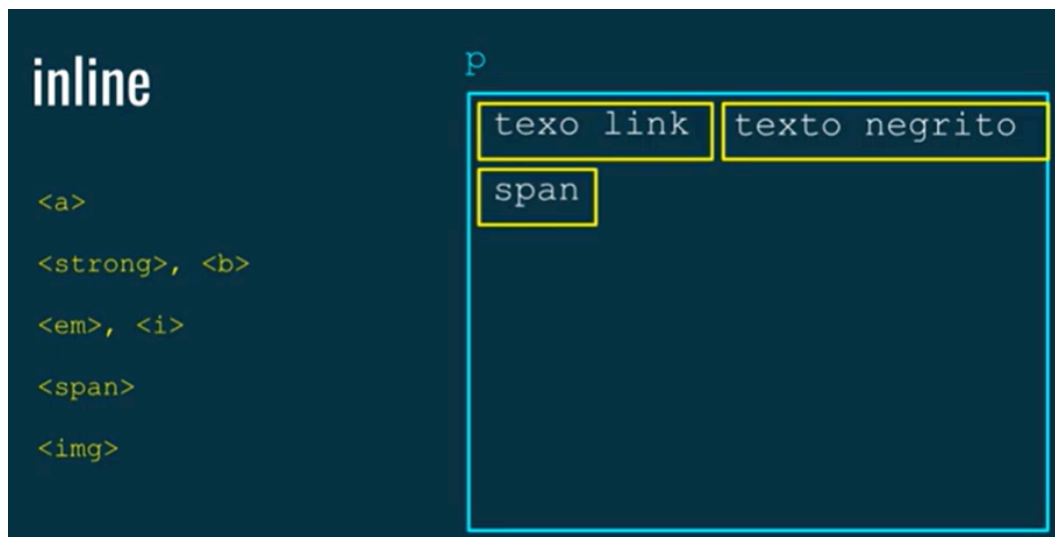 inline
<a>
<strong>, <b>
<em>, <i>
<span>
<img>
p
texo link texto negrito
span